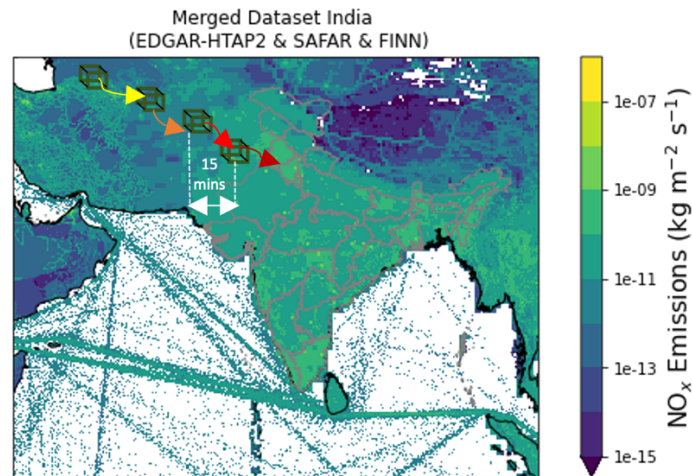 Merged Dataset India
(EDGAR-HTAP2 & SAFAR & FINN)
15
mins
1e-07
1e-09
1e-11
1e-13
1e-15
NOₓ Emissions (kg m⁻² s⁻¹)